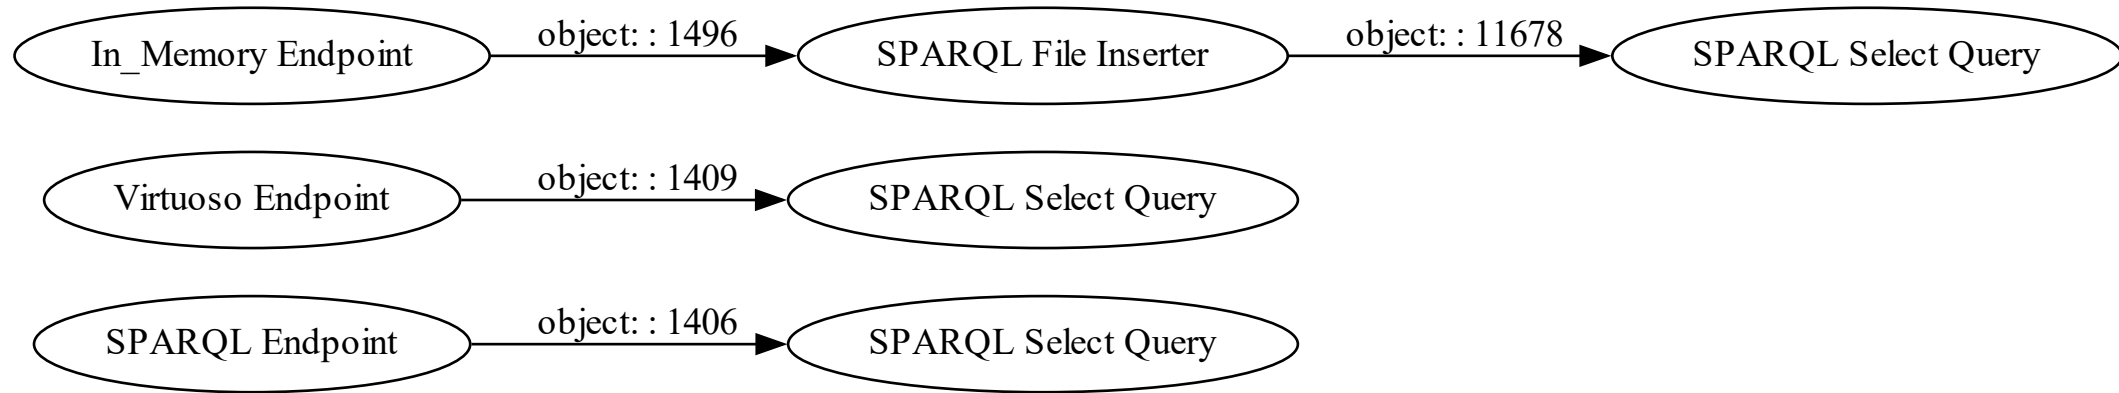 In_Memory Endpoint object: : 1496 SPARQL File Inserter object: : 11678 SPARQL Select Query
Virtuoso Endpoint object: : 1409 SPARQL Select Query
SPARQL Endpoint object: : 1406 SPARQL Select Query